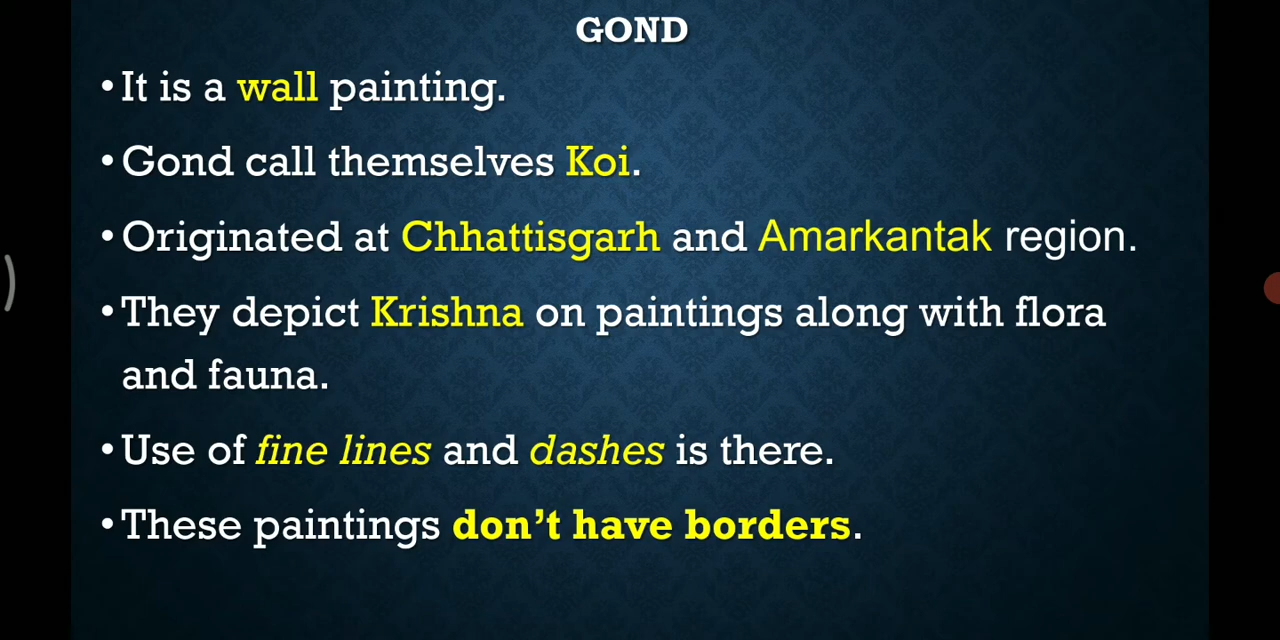 GOND
•It is a wall painting.
•Gond call themselves Koi.
•Originated at Chhattisgarh and Amarkantak region.
•They depict Krishna on paintings along with flora
and fauna.
•Use of fine lines and dashes is there.
•These paintings don’t have borders.